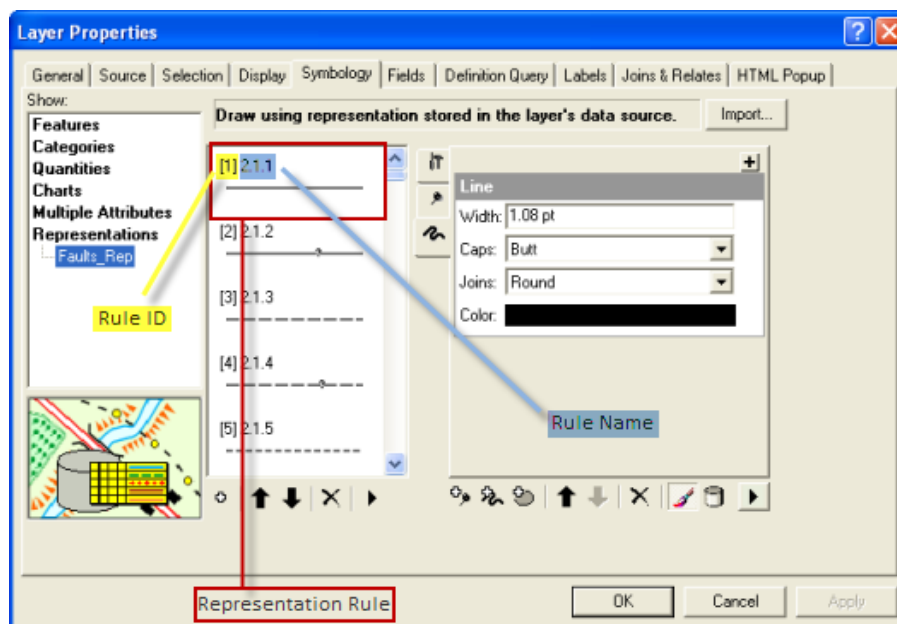 Layer Properties
General Source Selection Display Symbology Fields Definition Query Labels Joins & Relates HTML Popup
Show:
Features
Categories
Quantities
Charts
Multiple Attributes
Representations
Faults_Rep
Draw using representation stored in the layer's data source.
Import...
[1] 2.1.1
[2] 2.1.2
[3] 2.1.3
[4] 2.1.4
[5] 2.1.5
Line
Width: 1.08 pt
Caps: Butt
Joins: Round
Color:
Rule ID
Rule Name
Representation Rule
OK
Cancel
Apply